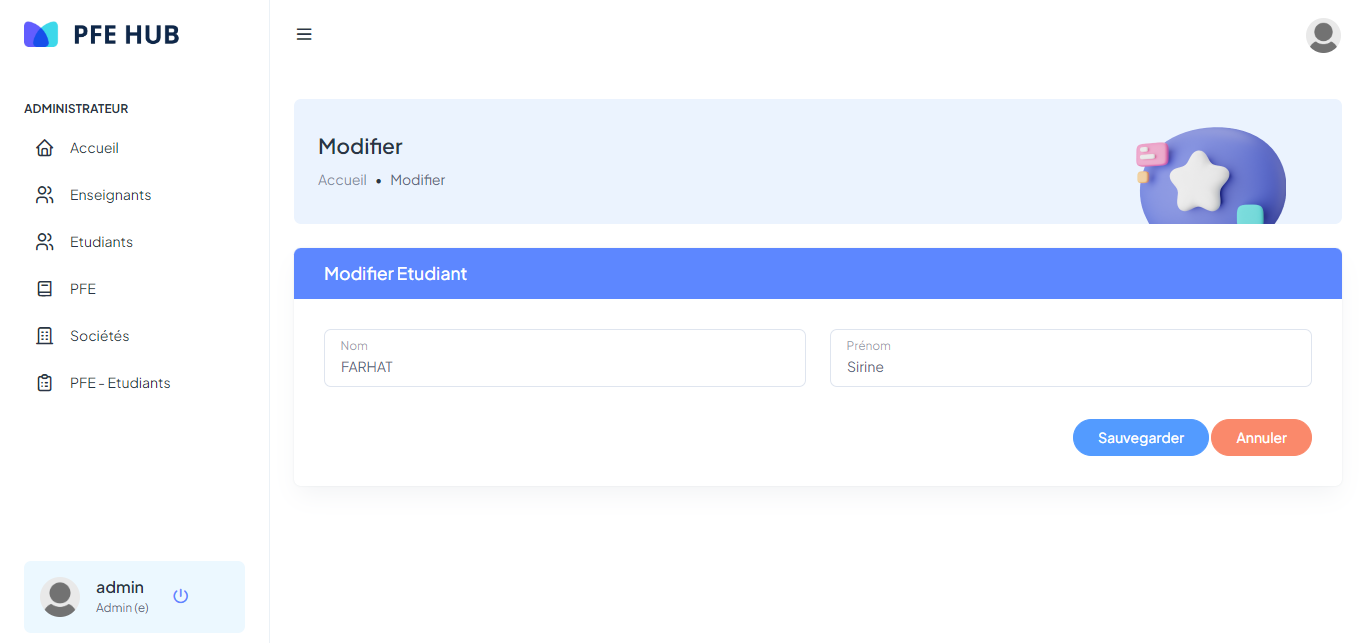 PFE HUB
ADMINISTRATEUR
Accueil
Enseignants
Etudiants
PFE
Sociétés
PFE - Etudiants
admin
Admin (e)
Modifier
Accueil • Modifier
Modifier Etudiant
Nom
FARHAT
Prénom
Sirine
Sauvegarder
Annuler